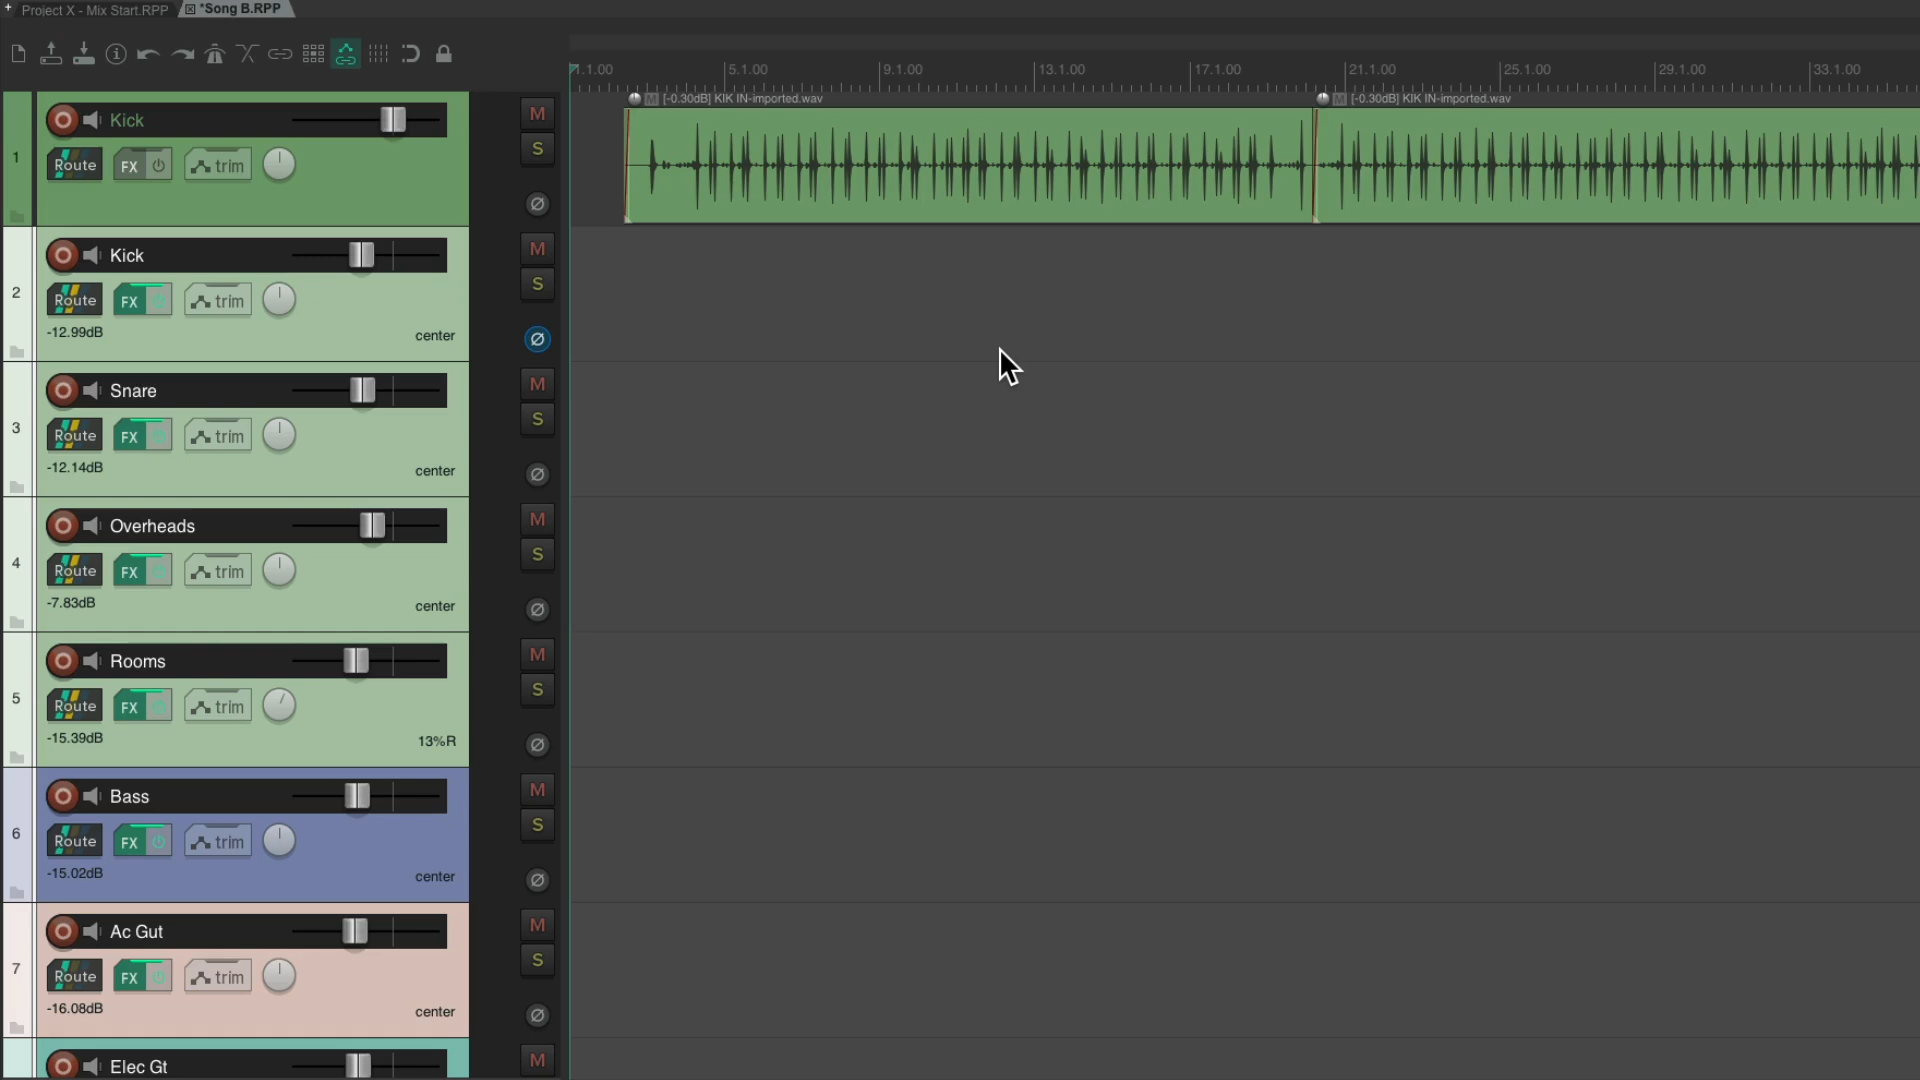 + Project X - Mix Start.RPP *Song B.RPP
1.1.00 5.1.00 9.1.00 13.1.00 17.1.00 21.1.00 25.1.00 29.1.00 33.1.00
M [-0.30dB] KIK IN-imported.wav M [-0.30dB] KIK IN-imported.wav
Kick M
1 Route FX trim S
Ø
Kick M
2 Route FX trim S
-12.99dB center Ø
Snare M
3 Route FX trim S
-12.14dB center Ø
Overheads M
4 Route FX trim S
-7.83dB center Ø
Rooms M
5 Route FX trim S
-15.39dB 13%R Ø
Bass M
6 Route FX trim S
-15.02dB center Ø
Ac Gut M
7 Route FX trim S
-16.08dB center Ø
Elec Gt M